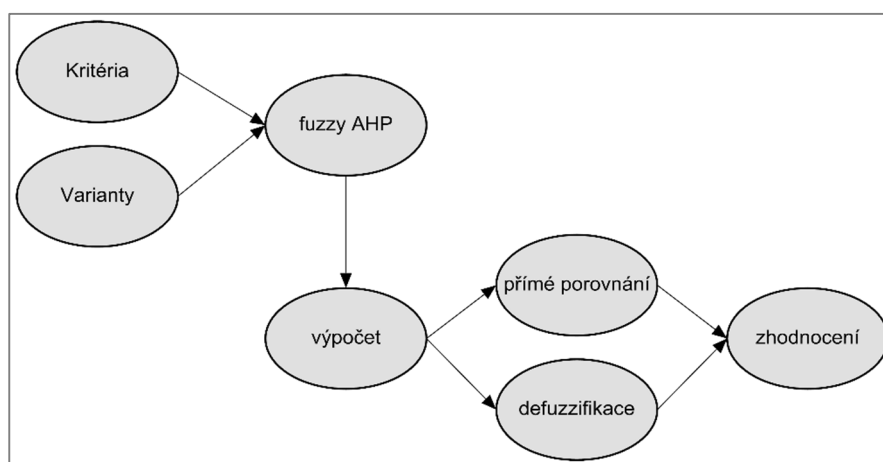 Kritéria
fuzzy AHP
Varianty
přímé porovnání
výpočet
zhodnocení
defuzzifikace